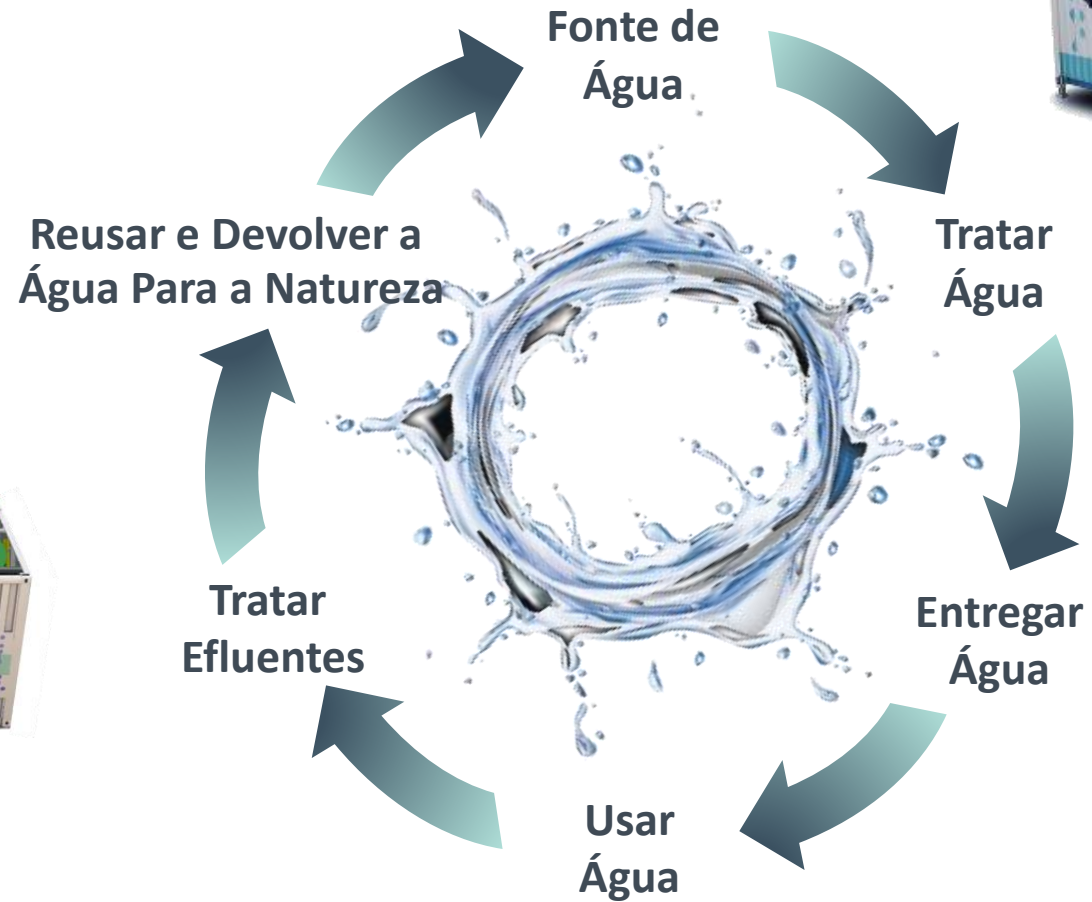 Fonte de
Água
Tratar
Água
Entregar
Água
Usar
Água
Tratar
Efluentes
Reusar e Devolver a
Água Para a Natureza